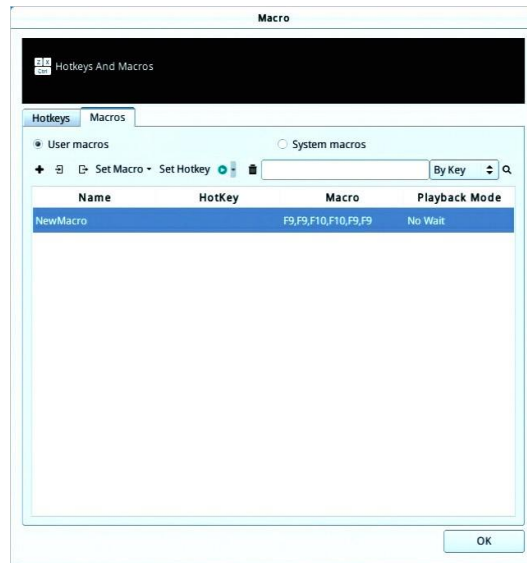 Macro
Z X
Ctrl
Hotkeys And Macros
Hotkeys Macros
User macros System macros
Set Macro Set Hotkey By Key
Name HotKey Macro Playback Mode
NewMacro F9,F9,F10,F10,F9,F9 No Wait
OK